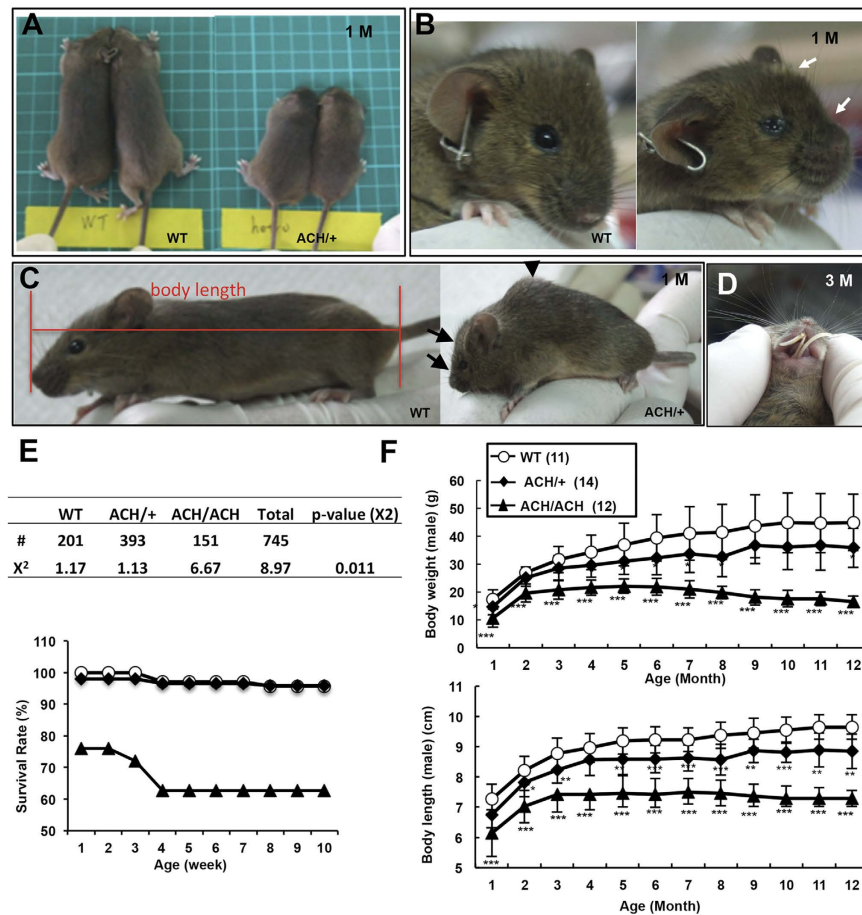 A
1 M
WT
WT
hetro
ACH/+
B
1 M
WT
C
body length
1 M
WT
ACH/+
D
3 M
E
WT ACH/+ ACH/ACH Total p-value (X2)
# 201 393 151 745
X² 1.17 1.13 6.67 8.97 0.011
Survival Rate (%)
100
90
80
70
60
50
1 2 3 4 5 6 7 8 9 10
Age (week)
F
WT (11)
ACH/+ (14)
ACH/ACH (12)
Body weight (male) (g)
60
50
40
30
20
10
0
*** *** *** *** *** *** *** *** *** *** *** ***
1 2 3 4 5 6 7 8 9 10 11 12
Age (Month)
Body length (male) (cm)
11
10
9
8
7
6
5
* ** ** *** *** *** ** *** ** **
*** *** *** *** *** *** *** *** *** *** *** ***
1 2 3 4 5 6 7 8 9 10 11 12
Age (Month)